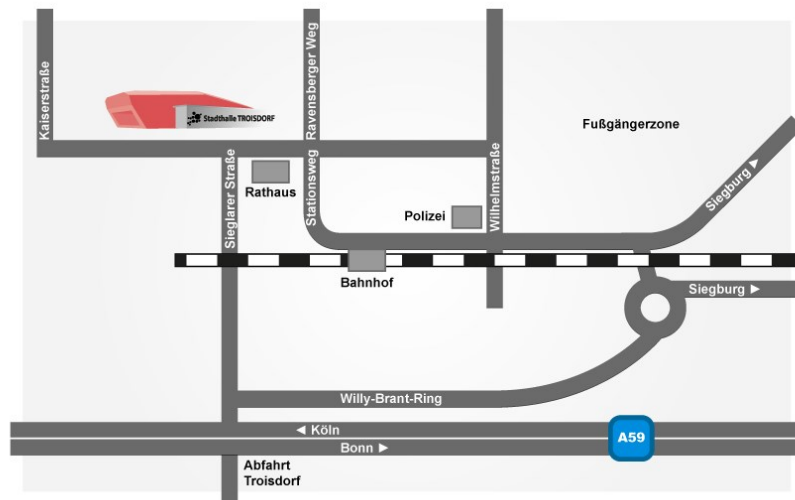 Kaiserstraße
Ravensberger Weg
Stadthalle TROISDORF
Fußgängerzone
Sieglarer Straße
Rathaus
Stationsweg
Polizei
Wilhelmstraße
Siegburg ►
Bahnhof
Siegburg ►
Willy-Brant-Ring
◄ Köln
A59
Bonn ►
Abfahrt
Troisdorf